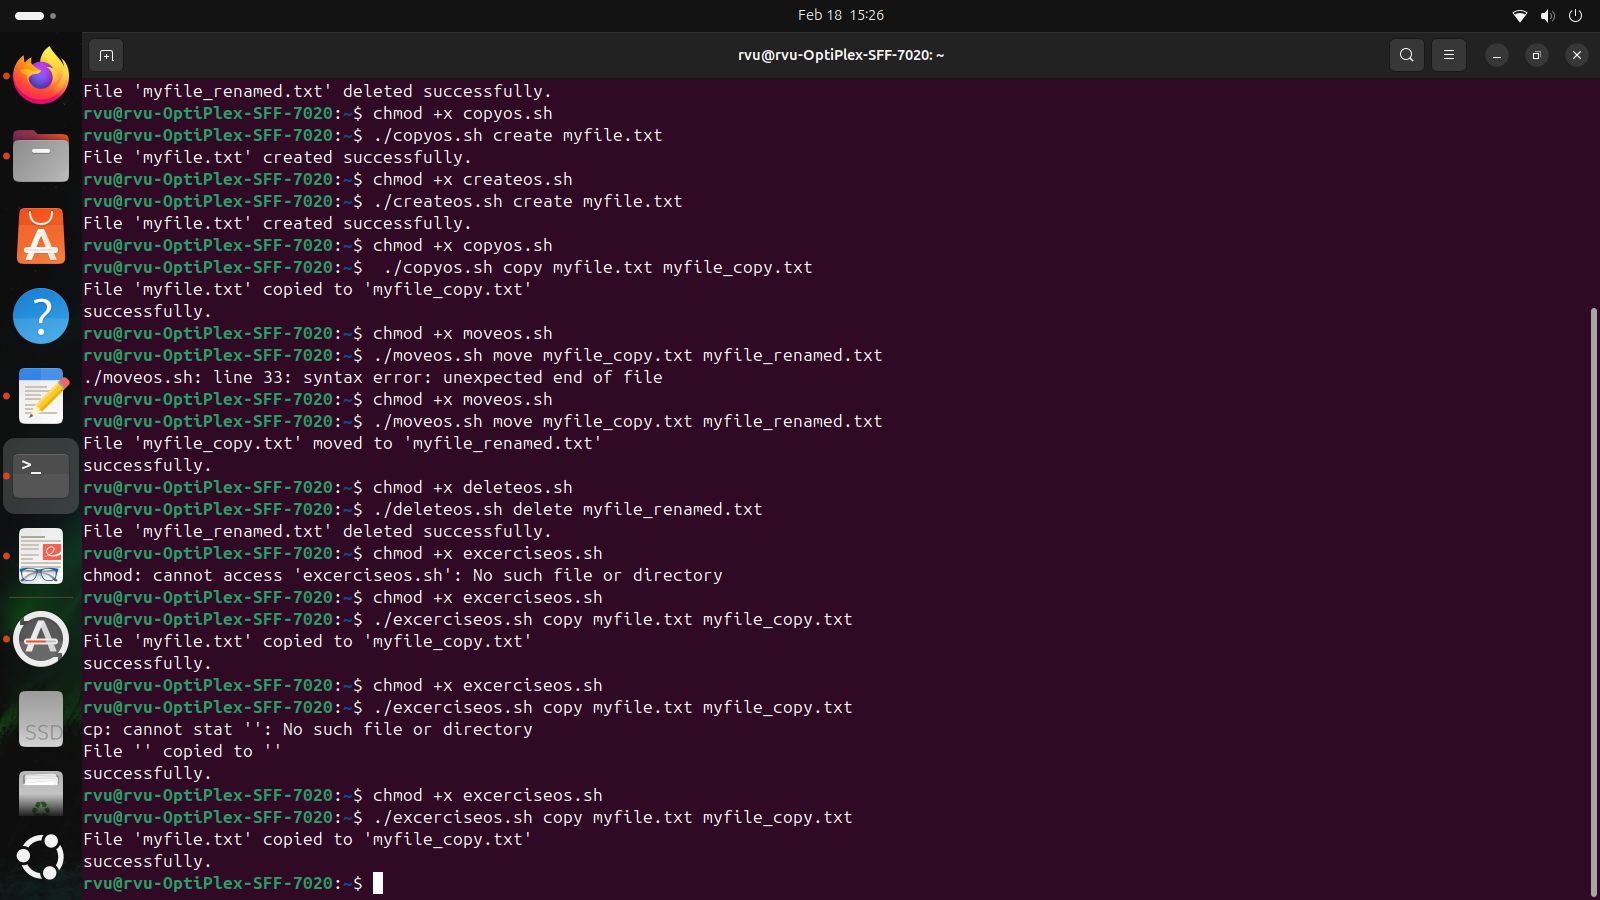 Feb 18 15:26
rvu@rvu-OptiPlex-SFF-7020: ~
File 'myfile_renamed.txt' deleted successfully.
rvu@rvu-OptiPlex-SFF-7020:~$ chmod +x copyos.sh
rvu@rvu-OptiPlex-SFF-7020:~$ ./copyos.sh create myfile.txt
File 'myfile.txt' created successfully.
rvu@rvu-OptiPlex-SFF-7020:~$ chmod +x createos.sh
rvu@rvu-OptiPlex-SFF-7020:~$ ./createos.sh create myfile.txt
File 'myfile.txt' created successfully.
rvu@rvu-OptiPlex-SFF-7020:~$ chmod +x copyos.sh
rvu@rvu-OptiPlex-SFF-7020:~$  ./copyos.sh copy myfile.txt myfile_copy.txt
File 'myfile.txt' copied to 'myfile_copy.txt'
successfully.
rvu@rvu-OptiPlex-SFF-7020:~$ chmod +x moveos.sh
rvu@rvu-OptiPlex-SFF-7020:~$ ./moveos.sh move myfile_copy.txt myfile_renamed.txt
./moveos.sh: line 33: syntax error: unexpected end of file
rvu@rvu-OptiPlex-SFF-7020:~$ chmod +x moveos.sh
rvu@rvu-OptiPlex-SFF-7020:~$ ./moveos.sh move myfile_copy.txt myfile_renamed.txt
File 'myfile_copy.txt' moved to 'myfile_renamed.txt'
successfully.
rvu@rvu-OptiPlex-SFF-7020:~$ chmod +x deleteos.sh
rvu@rvu-OptiPlex-SFF-7020:~$ ./deleteos.sh delete myfile_renamed.txt
File 'myfile_renamed.txt' deleted successfully.
rvu@rvu-OptiPlex-SFF-7020:~$ chmod +x excerciseos.sh
chmod: cannot access 'excerciseos.sh': No such file or directory
rvu@rvu-OptiPlex-SFF-7020:~$ chmod +x excerciseos.sh
rvu@rvu-OptiPlex-SFF-7020:~$ ./excerciseos.sh copy myfile.txt myfile_copy.txt
File 'myfile.txt' copied to 'myfile_copy.txt'
successfully.
rvu@rvu-OptiPlex-SFF-7020:~$ chmod +x excerciseos.sh
rvu@rvu-OptiPlex-SFF-7020:~$ ./excerciseos.sh copy myfile.txt myfile_copy.txt
cp: cannot stat '': No such file or directory
File '' copied to ''
successfully.
rvu@rvu-OptiPlex-SFF-7020:~$ chmod +x excerciseos.sh
rvu@rvu-OptiPlex-SFF-7020:~$ ./excerciseos.sh copy myfile.txt myfile_copy.txt
File 'myfile.txt' copied to 'myfile_copy.txt'
successfully.
rvu@rvu-OptiPlex-SFF-7020:~$
SSD